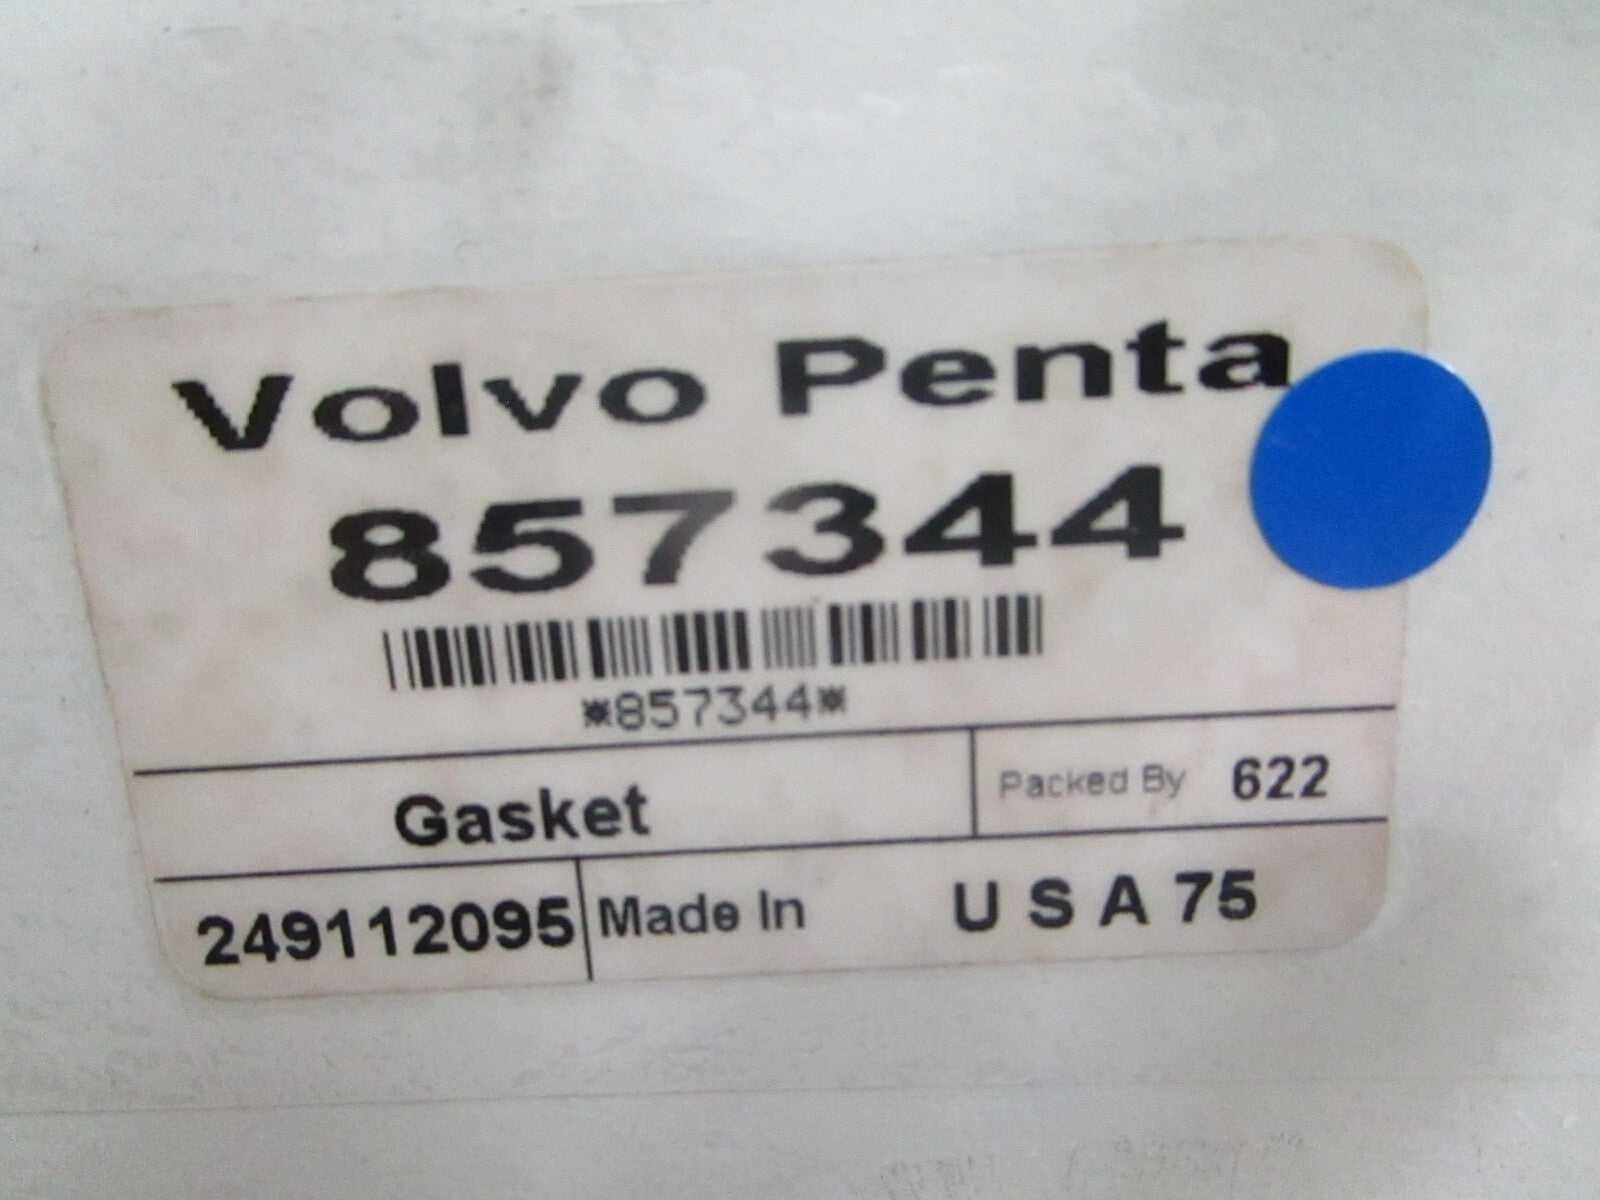 Volvo Penta
857344
*857344*
Gasket
Packed By 622
249112095
Made In U S A 75